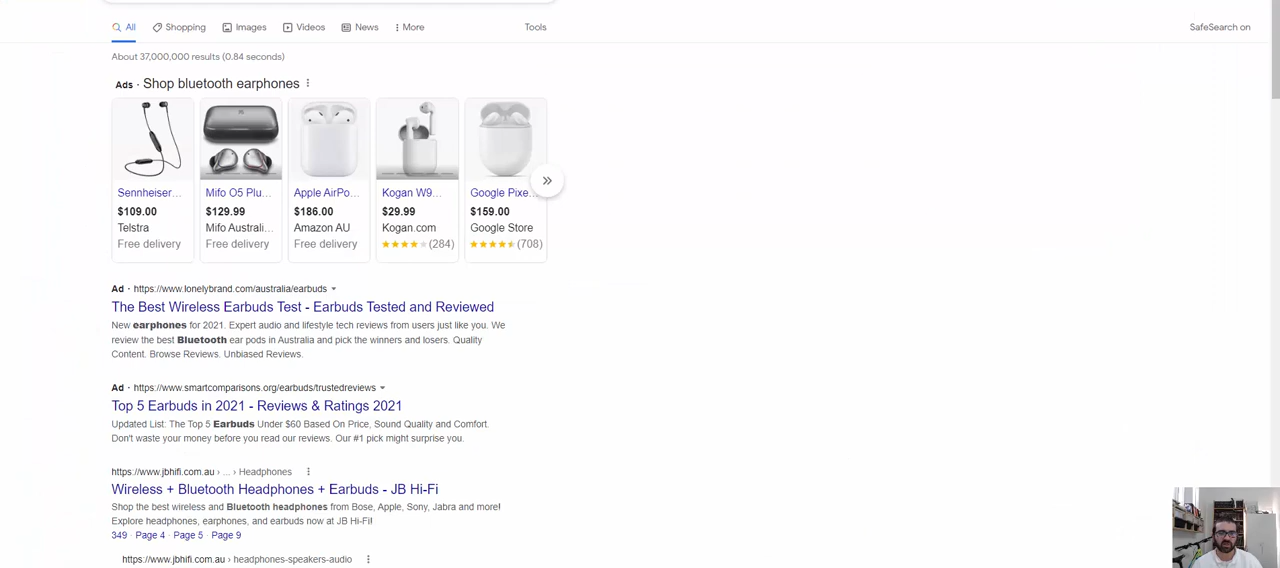 All
Shopping
Images
Videos
News
More
Tools
SafeSearch on
About 37,000,000 results (0.84 seconds)
Ads · Shop bluetooth earphones
Sennheiser...
$109.00
Telstra
Free delivery
Mifo O5 Plu...
$129.99
Mifo Australi...
Free delivery
Apple AirPo...
$186.00
Amazon AU
Free delivery
Kogan W9...
$29.99
Kogan.com
(284)
Google Pixe...
$159.00
Google Store
(708)
Ad · https://www.lonelybrand.com/australia/earbuds
The Best Wireless Earbuds Test - Earbuds Tested and Reviewed
New earphones for 2021. Expert audio and lifestyle tech reviews from users just like you. We
review the best Bluetooth ear pods in Australia and pick the winners and losers. Quality
Content. Browse Reviews. Unbiased Reviews.
Ad · https://www.smartcomparisons.org/earbuds/trustedreviews
Top 5 Earbuds in 2021 - Reviews & Ratings 2021
Updated List: The Top 5 Earbuds Under $60 Based On Price, Sound Quality and Comfort.
Don't waste your money before you read our reviews. Our #1 pick might surprise you.
https://www.jbhifi.com.au › ... › Headphones
Wireless + Bluetooth Headphones + Earbuds - JB Hi-Fi
Shop the best wireless and Bluetooth headphones from Bose, Apple, Sony, Jabra and more!
Explore headphones, earphones, and earbuds now at JB Hi-Fi!
349 · Page 4 · Page 5 · Page 9
https://www.jbhifi.com.au › headphones-speakers-audio